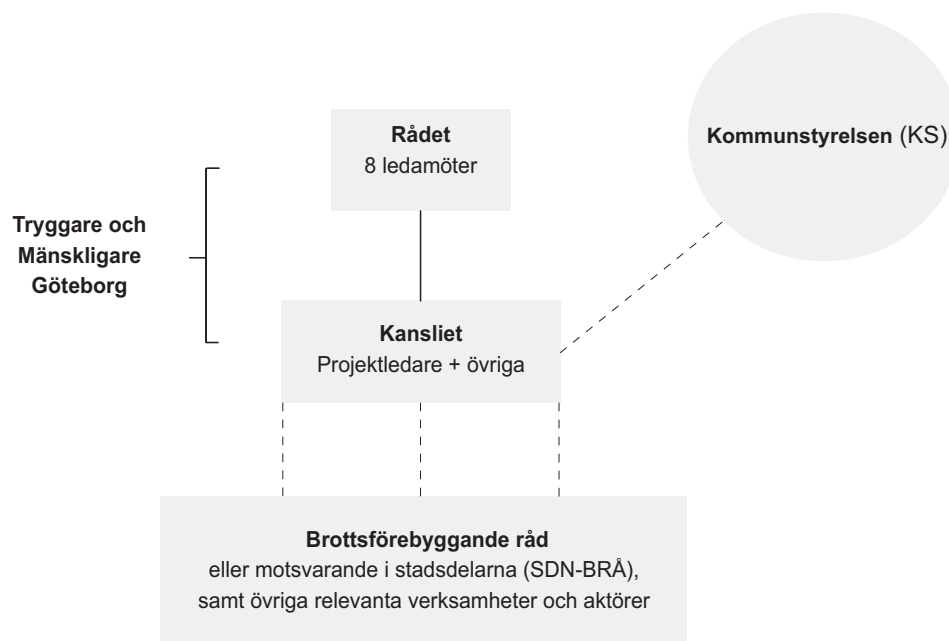 Rådet
8 ledamöter
Kommunstyrelsen (KS)
Tryggare och
Mänskligare
Göteborg
Kansliet
Projektledare + övriga
Brottsförebyggande råd
eller motsvarande i stadsdelarna (SDN-BRÅ),
samt övriga relevanta verksamheter och aktörer